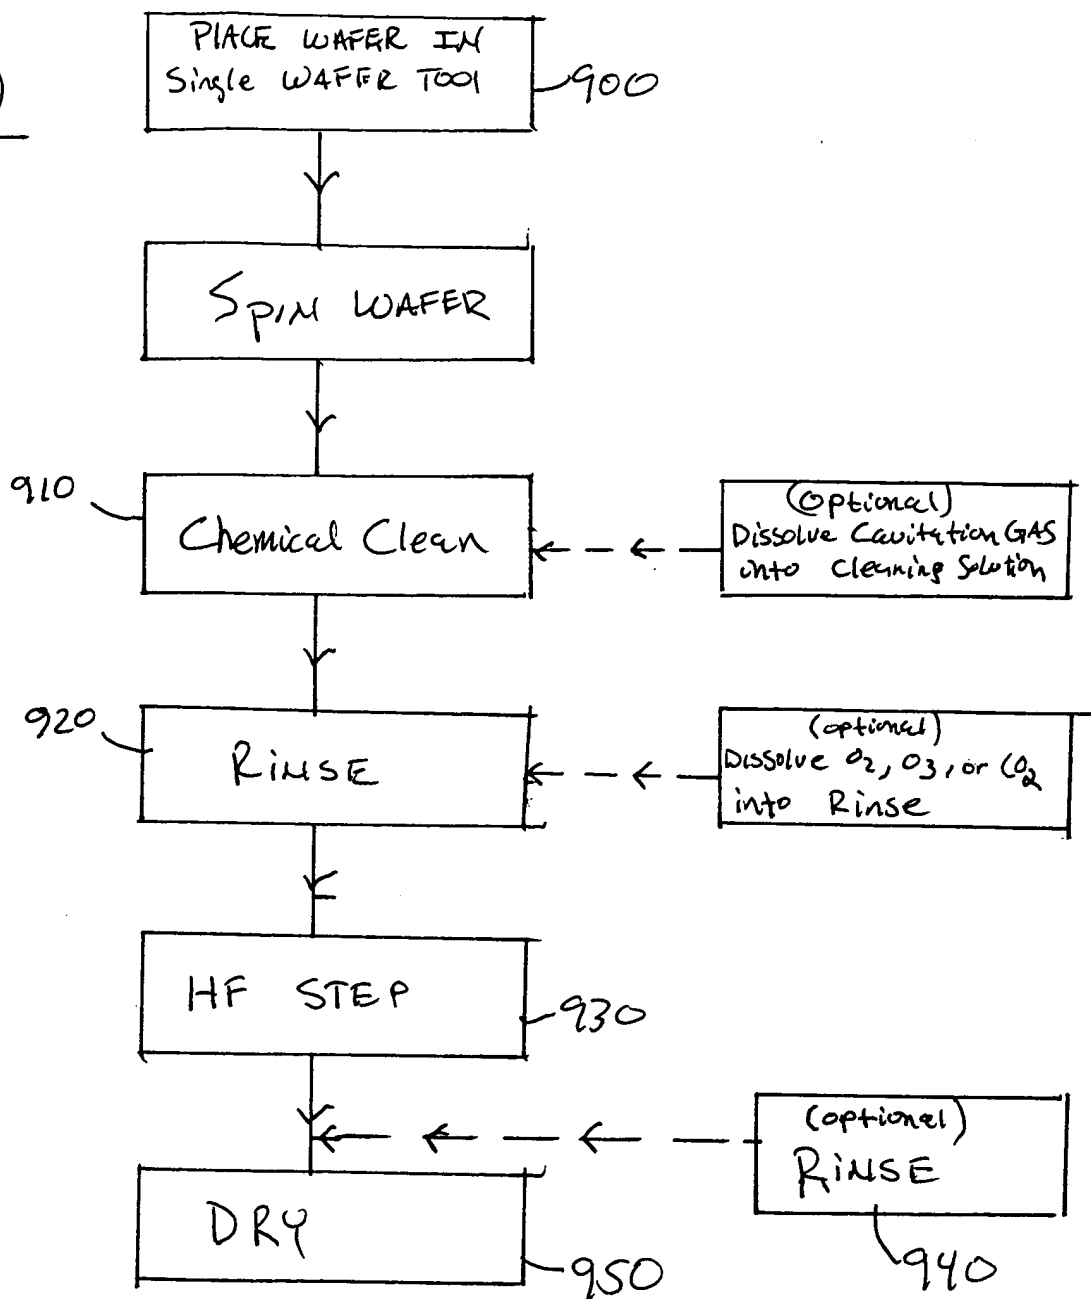 PlACE WAFER IN
Single WAFER TOOl
900
SpIN WAFER
910
Chemical Clean
(Optional)
Dissolve Cavitation GAS
into Cleaning Solution
920
RiNSE
(optional)
Dissolve O2, O3, or CO2
into Rinse
HF STEP
930
(optional)
RiNSE
DRY
950
940